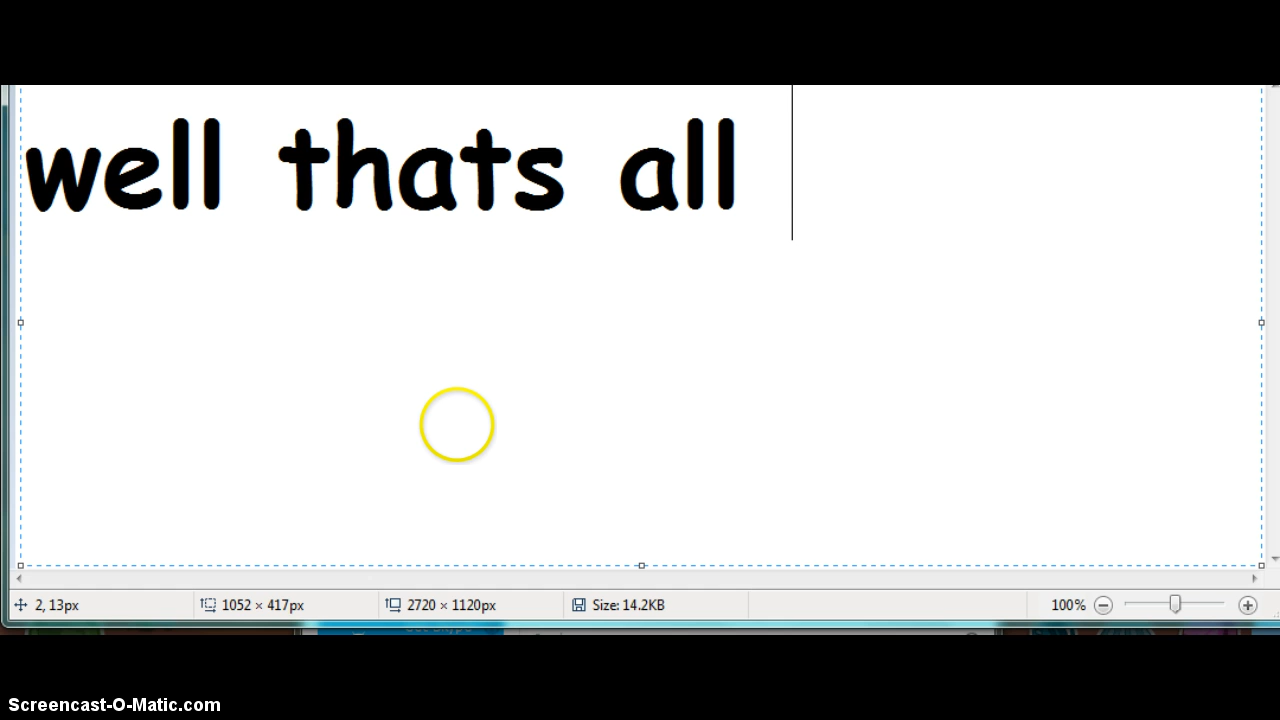 well thats all
2, 13px 1052 × 417px 2720 × 1120px Size: 14.2KB 100%
Screencast-O-Matic.com